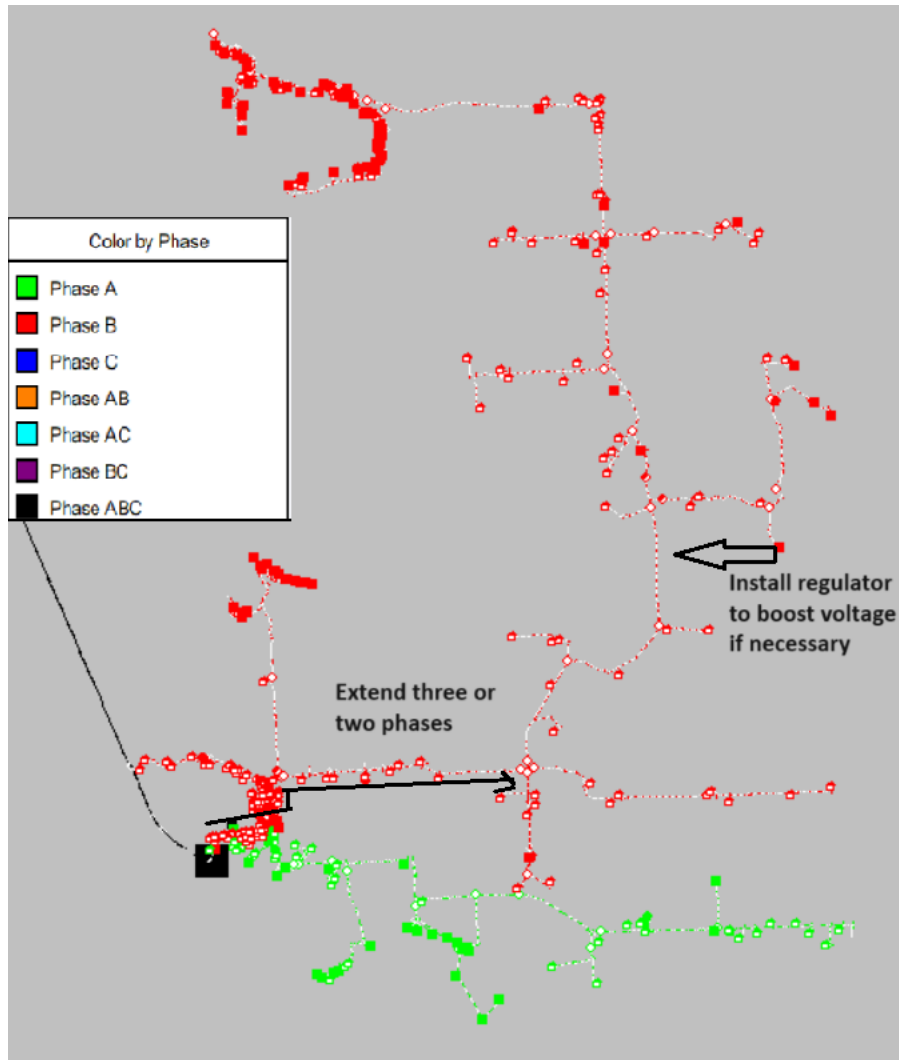 Color by Phase
Phase A
Phase B
Phase C
Phase AB
Phase AC
Phase BC
Phase ABC
Install regulator
to boost voltage
if necessary
Extend three or
two phases